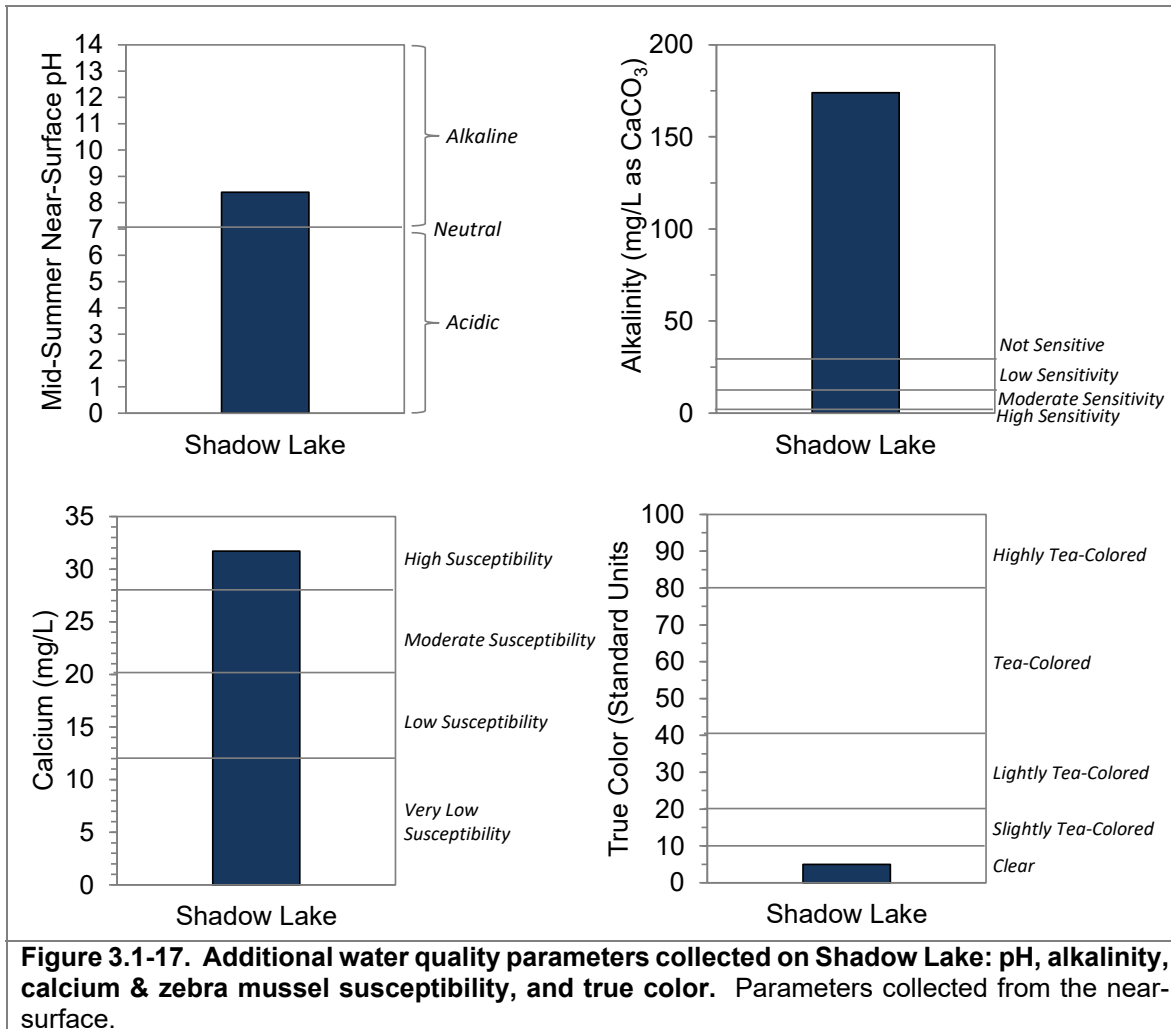 Mid-Summer Near-Surface pH
14
13
12
11
10
9
8
7
6
5
4
3
2
1
0
Alkaline
Neutral
Acidic
Shadow Lake
Alkalinity (mg/L as CaCO₃)
200
150
100
50
0
Not Sensitive
Low Sensitivity
Moderate Sensitivity
High Sensitivity
Shadow Lake
Calcium (mg/L)
35
30
25
20
15
10
5
0
High Susceptibility
Moderate Susceptibility
Low Susceptibility
Very Low
Susceptibility
Shadow Lake
True Color (Standard Units
100
90
80
70
60
50
40
30
20
10
0
Highly Tea-Colored
Tea-Colored
Lightly Tea-Colored
Slightly Tea-Colored
Clear
Shadow Lake
Figure 3.1-17. Additional water quality parameters collected on Shadow Lake: pH, alkalinity,
calcium & zebra mussel susceptibility, and true color. Parameters collected from the near-
surface.